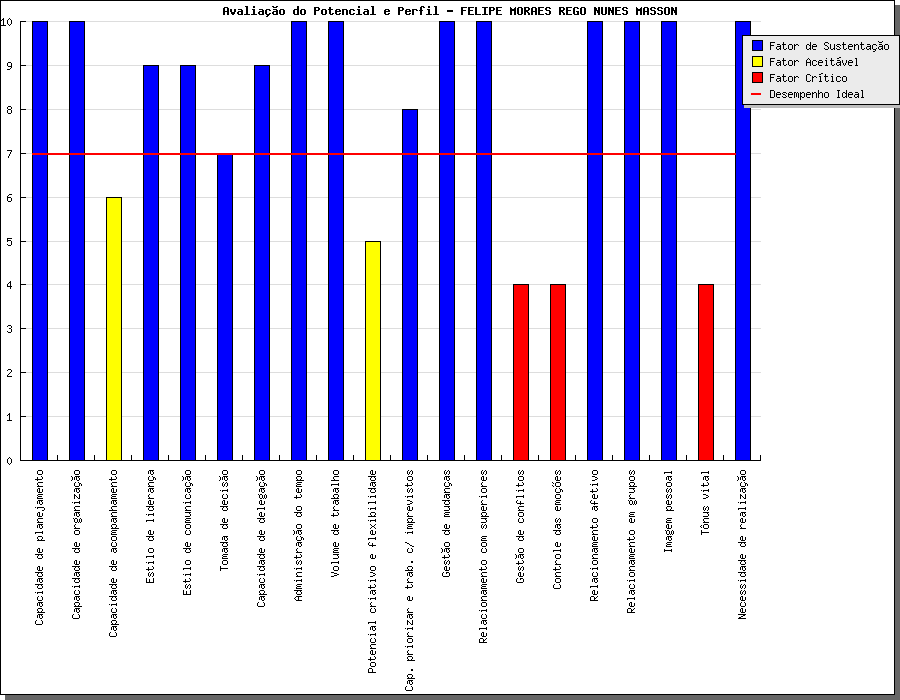 Avaliação do Potencial e Perfil - FELIPE MORAES REGO NUNES MASSON
10
9
8
7
6
5
4
3
2
1
0
Fator de Sustentação
Fator Aceitável
Fator Crítico
Desempenho Ideal
Capacidade de planejamento
Capacidade de organização
Capacidade de acompanhamento
Estilo de liderança
Estilo de comunicação
Tomada de decisão
Capacidade de delegação
Administração do tempo
Volume de trabalho
Potencial criativo e flexibilidade
Cap. priorizar e trab. c/ imprevistos
Gestão de mudanças
Relacionamento com superiores
Gestão de conflitos
Controle das emoções
Relacionamento afetivo
Relacionamento em grupos
Imagem pessoal
Tônus vital
Necessidade de realização